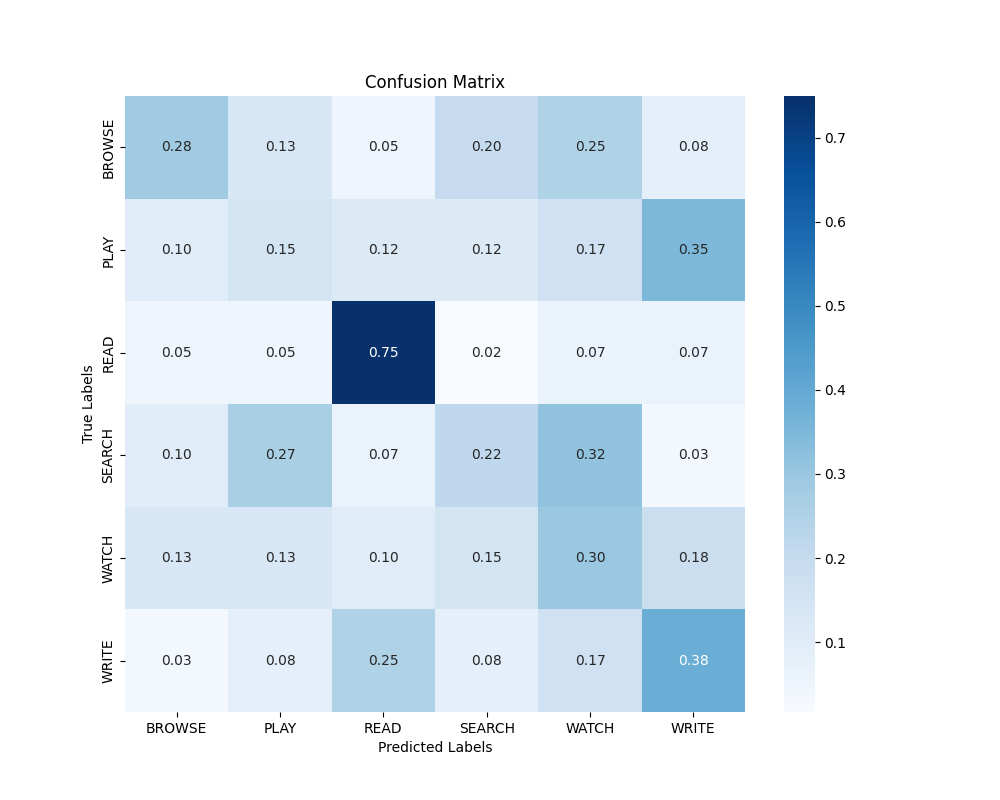 Confusion Matrix
BROWSE 0.28 0.13 0.05 0.20 0.25 0.08
PLAY 0.10 0.15 0.12 0.12 0.17 0.35
READ 0.05 0.05 0.75 0.02 0.07 0.07
SEARCH 0.10 0.27 0.07 0.22 0.32 0.03
WATCH 0.13 0.13 0.10 0.15 0.30 0.18
WRITE 0.03 0.08 0.25 0.08 0.17 0.38
True Labels
BROWSE PLAY READ SEARCH WATCH WRITE
Predicted Labels
0.7
0.6
0.5
0.4
0.3
0.2
0.1